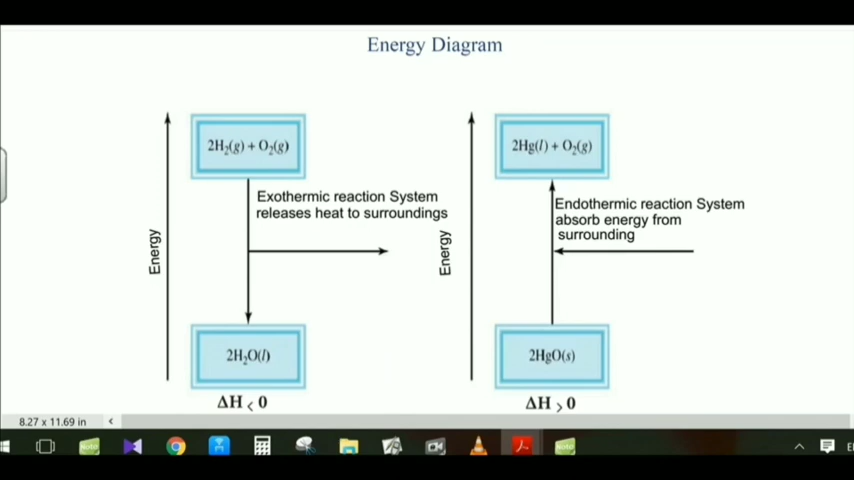 Energy Diagram
2H₂(g) + O₂(g)
Exothermic reaction System
releases heat to surroundings
Energy
2H₂O(l)
ΔH < 0
2Hg(l) + O₂(g)
Endothermic reaction System
absorb energy from
surrounding
Energy
2HgO(s)
ΔH > 0
8.27 x 11.69 in